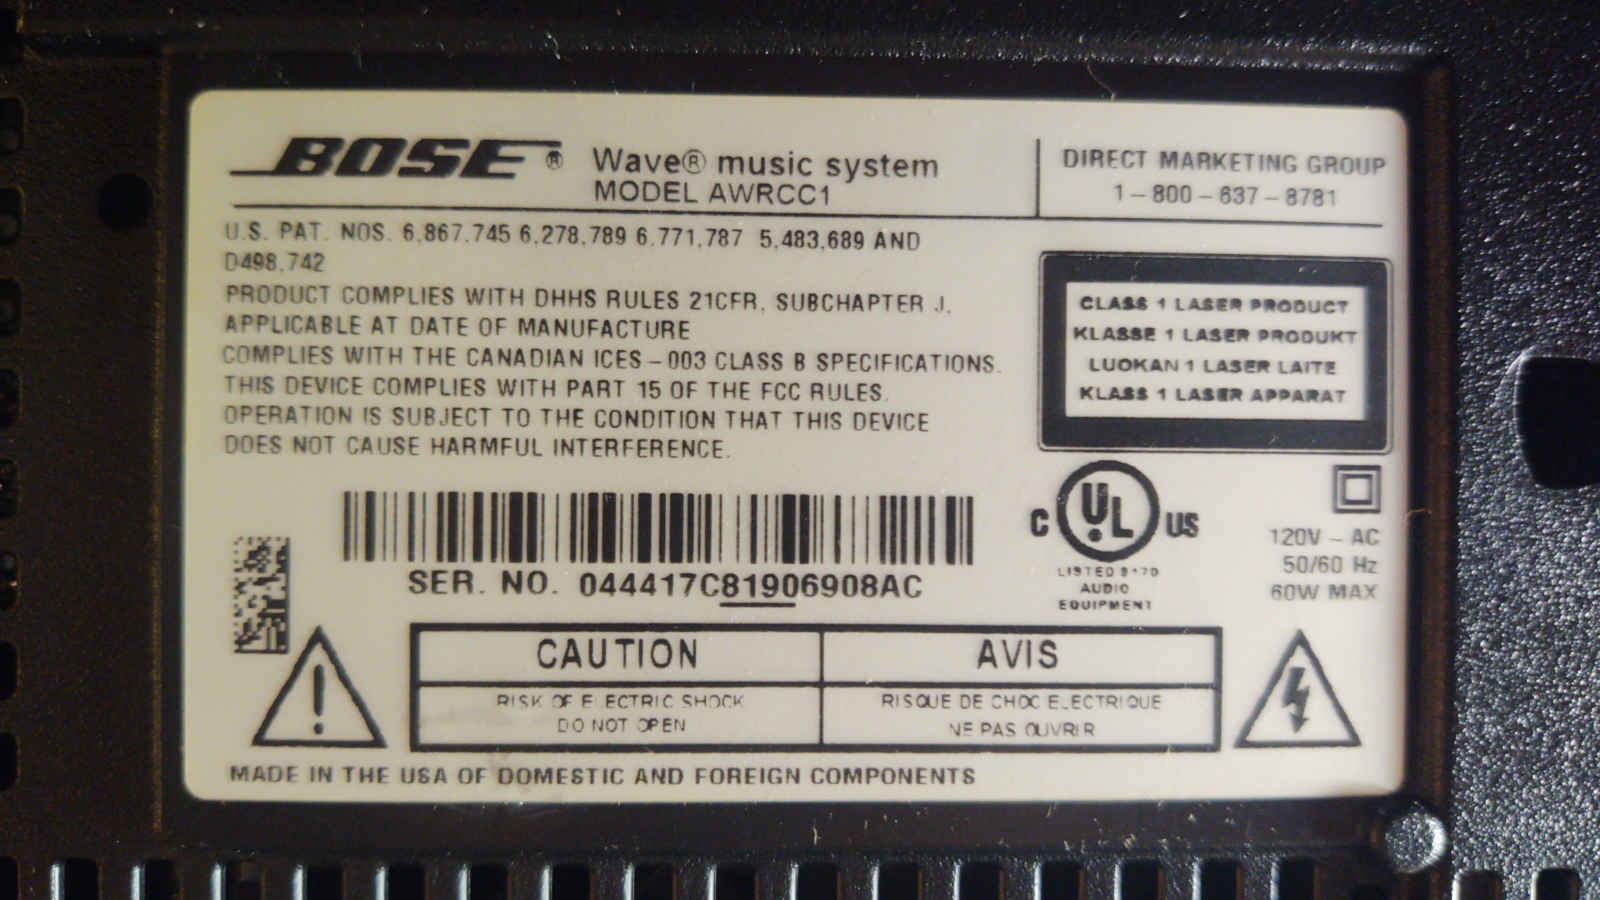 BOSE® Wave® music system
MODEL AWRCC1
DIRECT MARKETING GROUP
1-800-637-8781
U.S. PAT. NOS. 6,867,745 6,278,789 6,771,787 5,483,689 AND
D498,742
PRODUCT COMPLIES WITH DHHS RULES 21CFR, SUBCHAPTER J,
APPLICABLE AT DATE OF MANUFACTURE
COMPLIES WITH THE CANADIAN ICES-003 CLASS B SPECIFICATIONS.
THIS DEVICE COMPLIES WITH PART 15 OF THE FCC RULES.
OPERATION IS SUBJECT TO THE CONDITION THAT THIS DEVICE
DOES NOT CAUSE HARMFUL INTERFERENCE.
CLASS 1 LASER PRODUCT
KLASSE 1 LASER PRODUKT
LUOKAN 1 LASER LAITE
KLASS 1 LASER APPARAT
C UL US
LISTED
AUDIO
EQUIPMENT
120V ~ AC
50/60 Hz
60W MAX
SER. NO. 044417C81906908AC
CAUTION
RISK OF ELECTRIC SHOCK
DO NOT OPEN
AVIS
RISQUE DE CHOC ELECTRIQUE
NE PAS OUVRIR
MADE IN THE USA OF DOMESTIC AND FOREIGN COMPONENTS